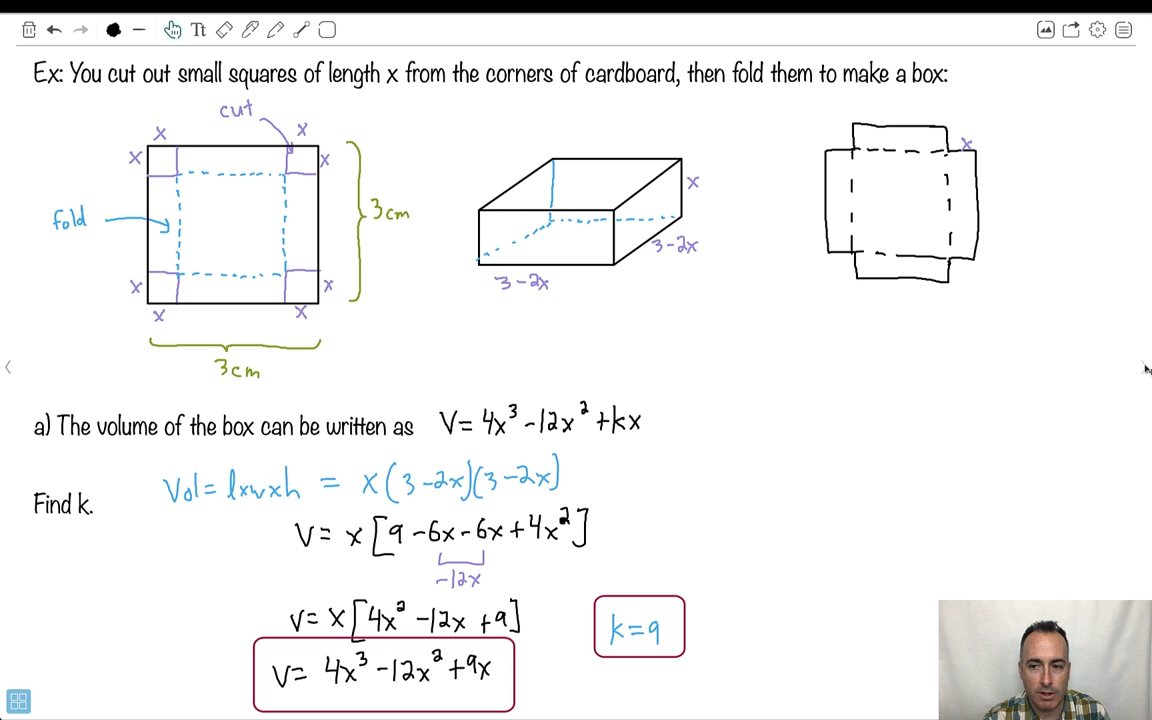 Tt
Ex: You cut out small squares of length x from the corners of cardboard, then fold them to make a box:
cut
x x x
x x
fold
3cm
x
3-2x
3-2x
x x
x x
3cm
a) The volume of the box can be written as V= 4x³ -12x² +kx
Vol= lxwxh = x(3-2x)(3-2x)
Find k.
V= x[9 -6x -6x +4x²]
-12x
V= x[4x² -12x +9]
k=9
V= 4x³ -12x² +9x